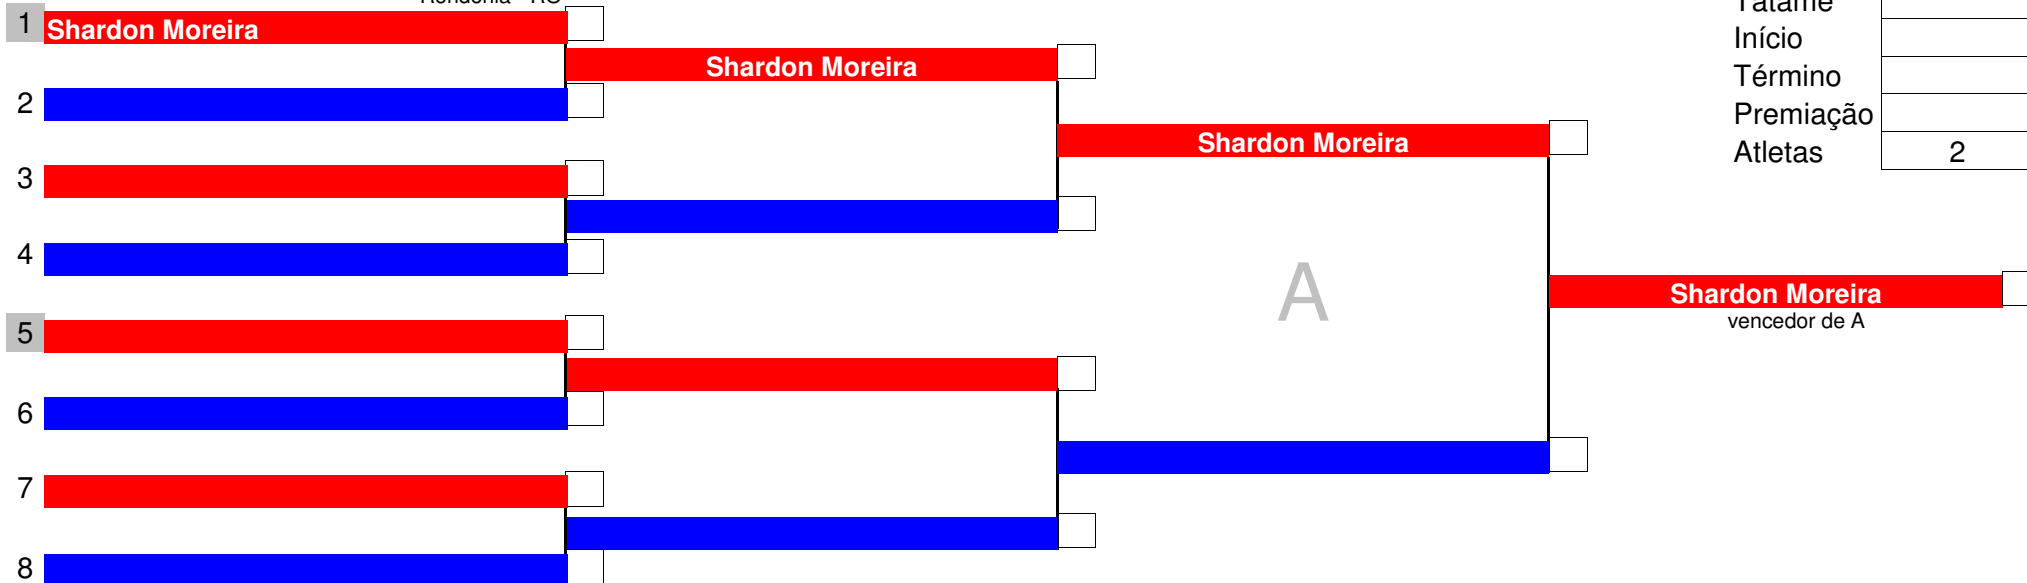 1 Shardon Moreira
Shardon Moreira
2
Shardon Moreira
3
4
A
Shardon Moreira
vencedor de A
5
6
7
8
Tatame
Início
Término
Premiação
Atletas 2